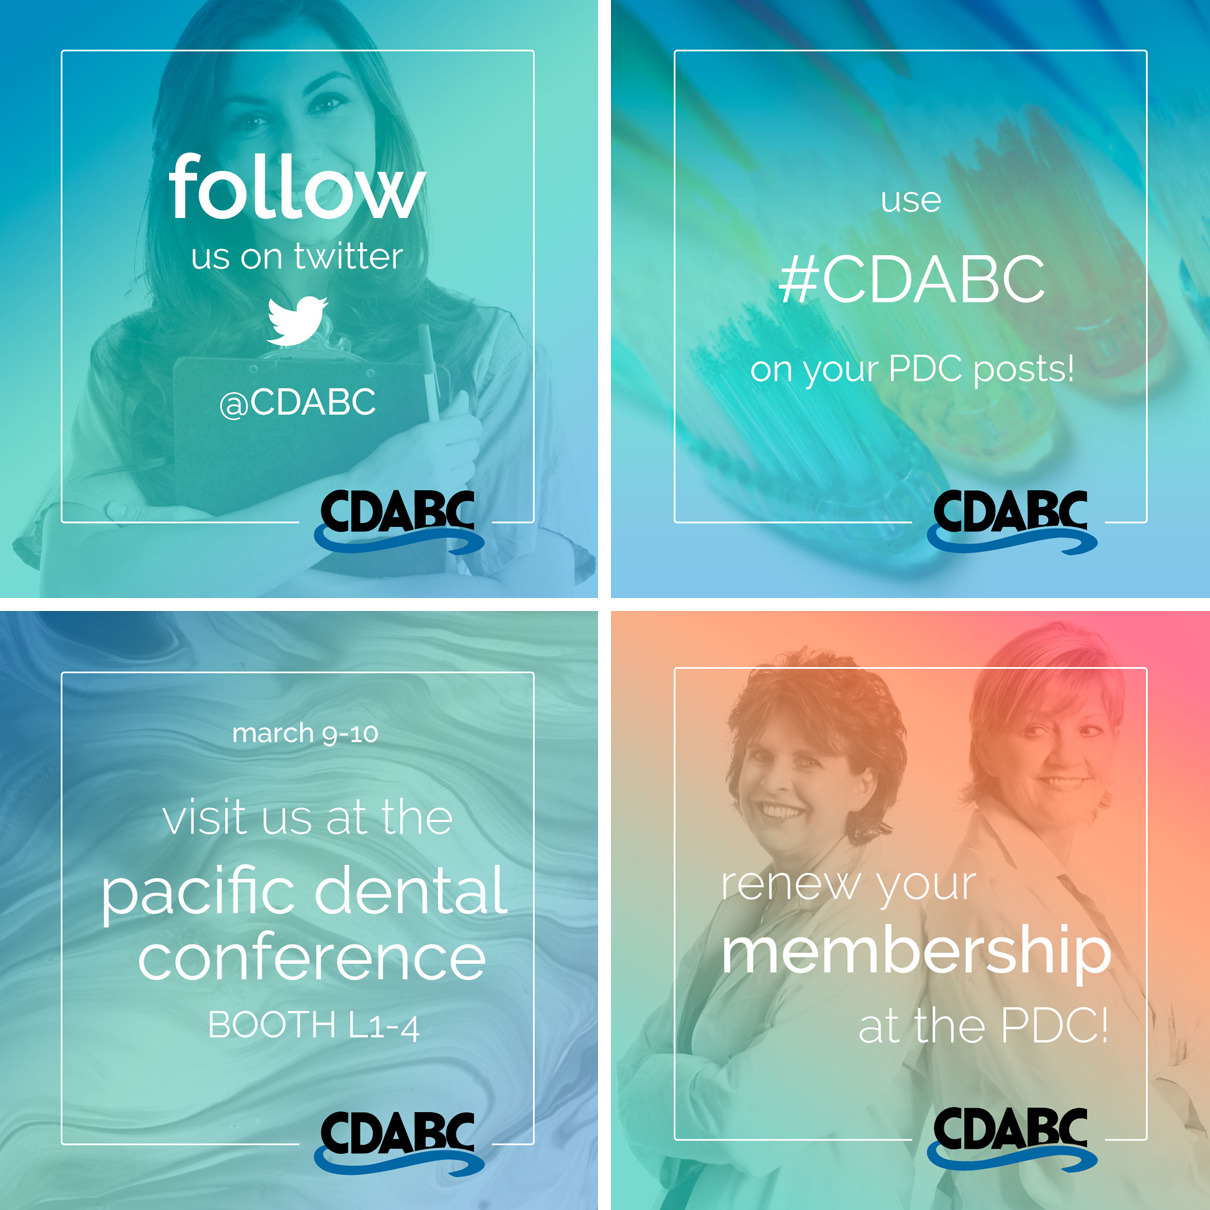 follow
us on twitter
@CDABC
CDABC
use
#CDABC
on your PDC posts!
CDABC
march 9-10
visit us at the
pacific dental
conference
BOOTH L1-4
CDABC
renew your
membership
at the PDC!
CDABC